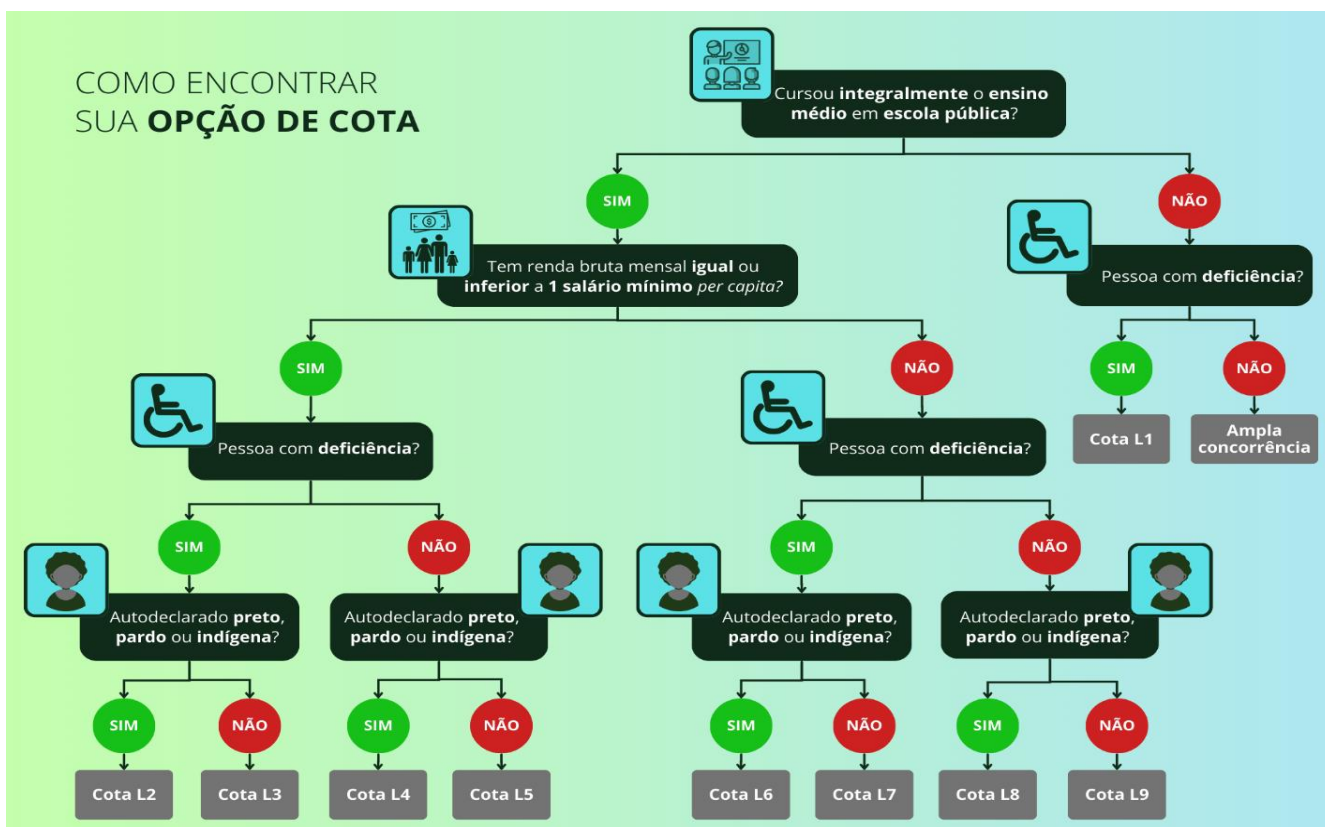 COMO ENCONTRAR
SUA OPÇÃO DE COTA
Cursou integralmente o ensino
médio em escola pública?
SIM
NÃO
Tem renda bruta mensal igual ou
inferior a 1 salário mínimo per capita?
Pessoa com deficiência?
SIM
NÃO
SIM
NÃO
Pessoa com deficiência?
Pessoa com deficiência?
Cota L1
Ampla
concorrência
SIM
NÃO
SIM
NÃO
Autodeclarado preto,
pardo ou indígena?
Autodeclarado preto,
pardo ou indígena?
Autodeclarado preto,
pardo ou indígena?
Autodeclarado preto,
pardo ou indígena?
SIM
NÃO
SIM
NÃO
SIM
NÃO
SIM
NÃO
Cota L2
Cota L3
Cota L4
Cota L5
Cota L6
Cota L7
Cota L8
Cota L9